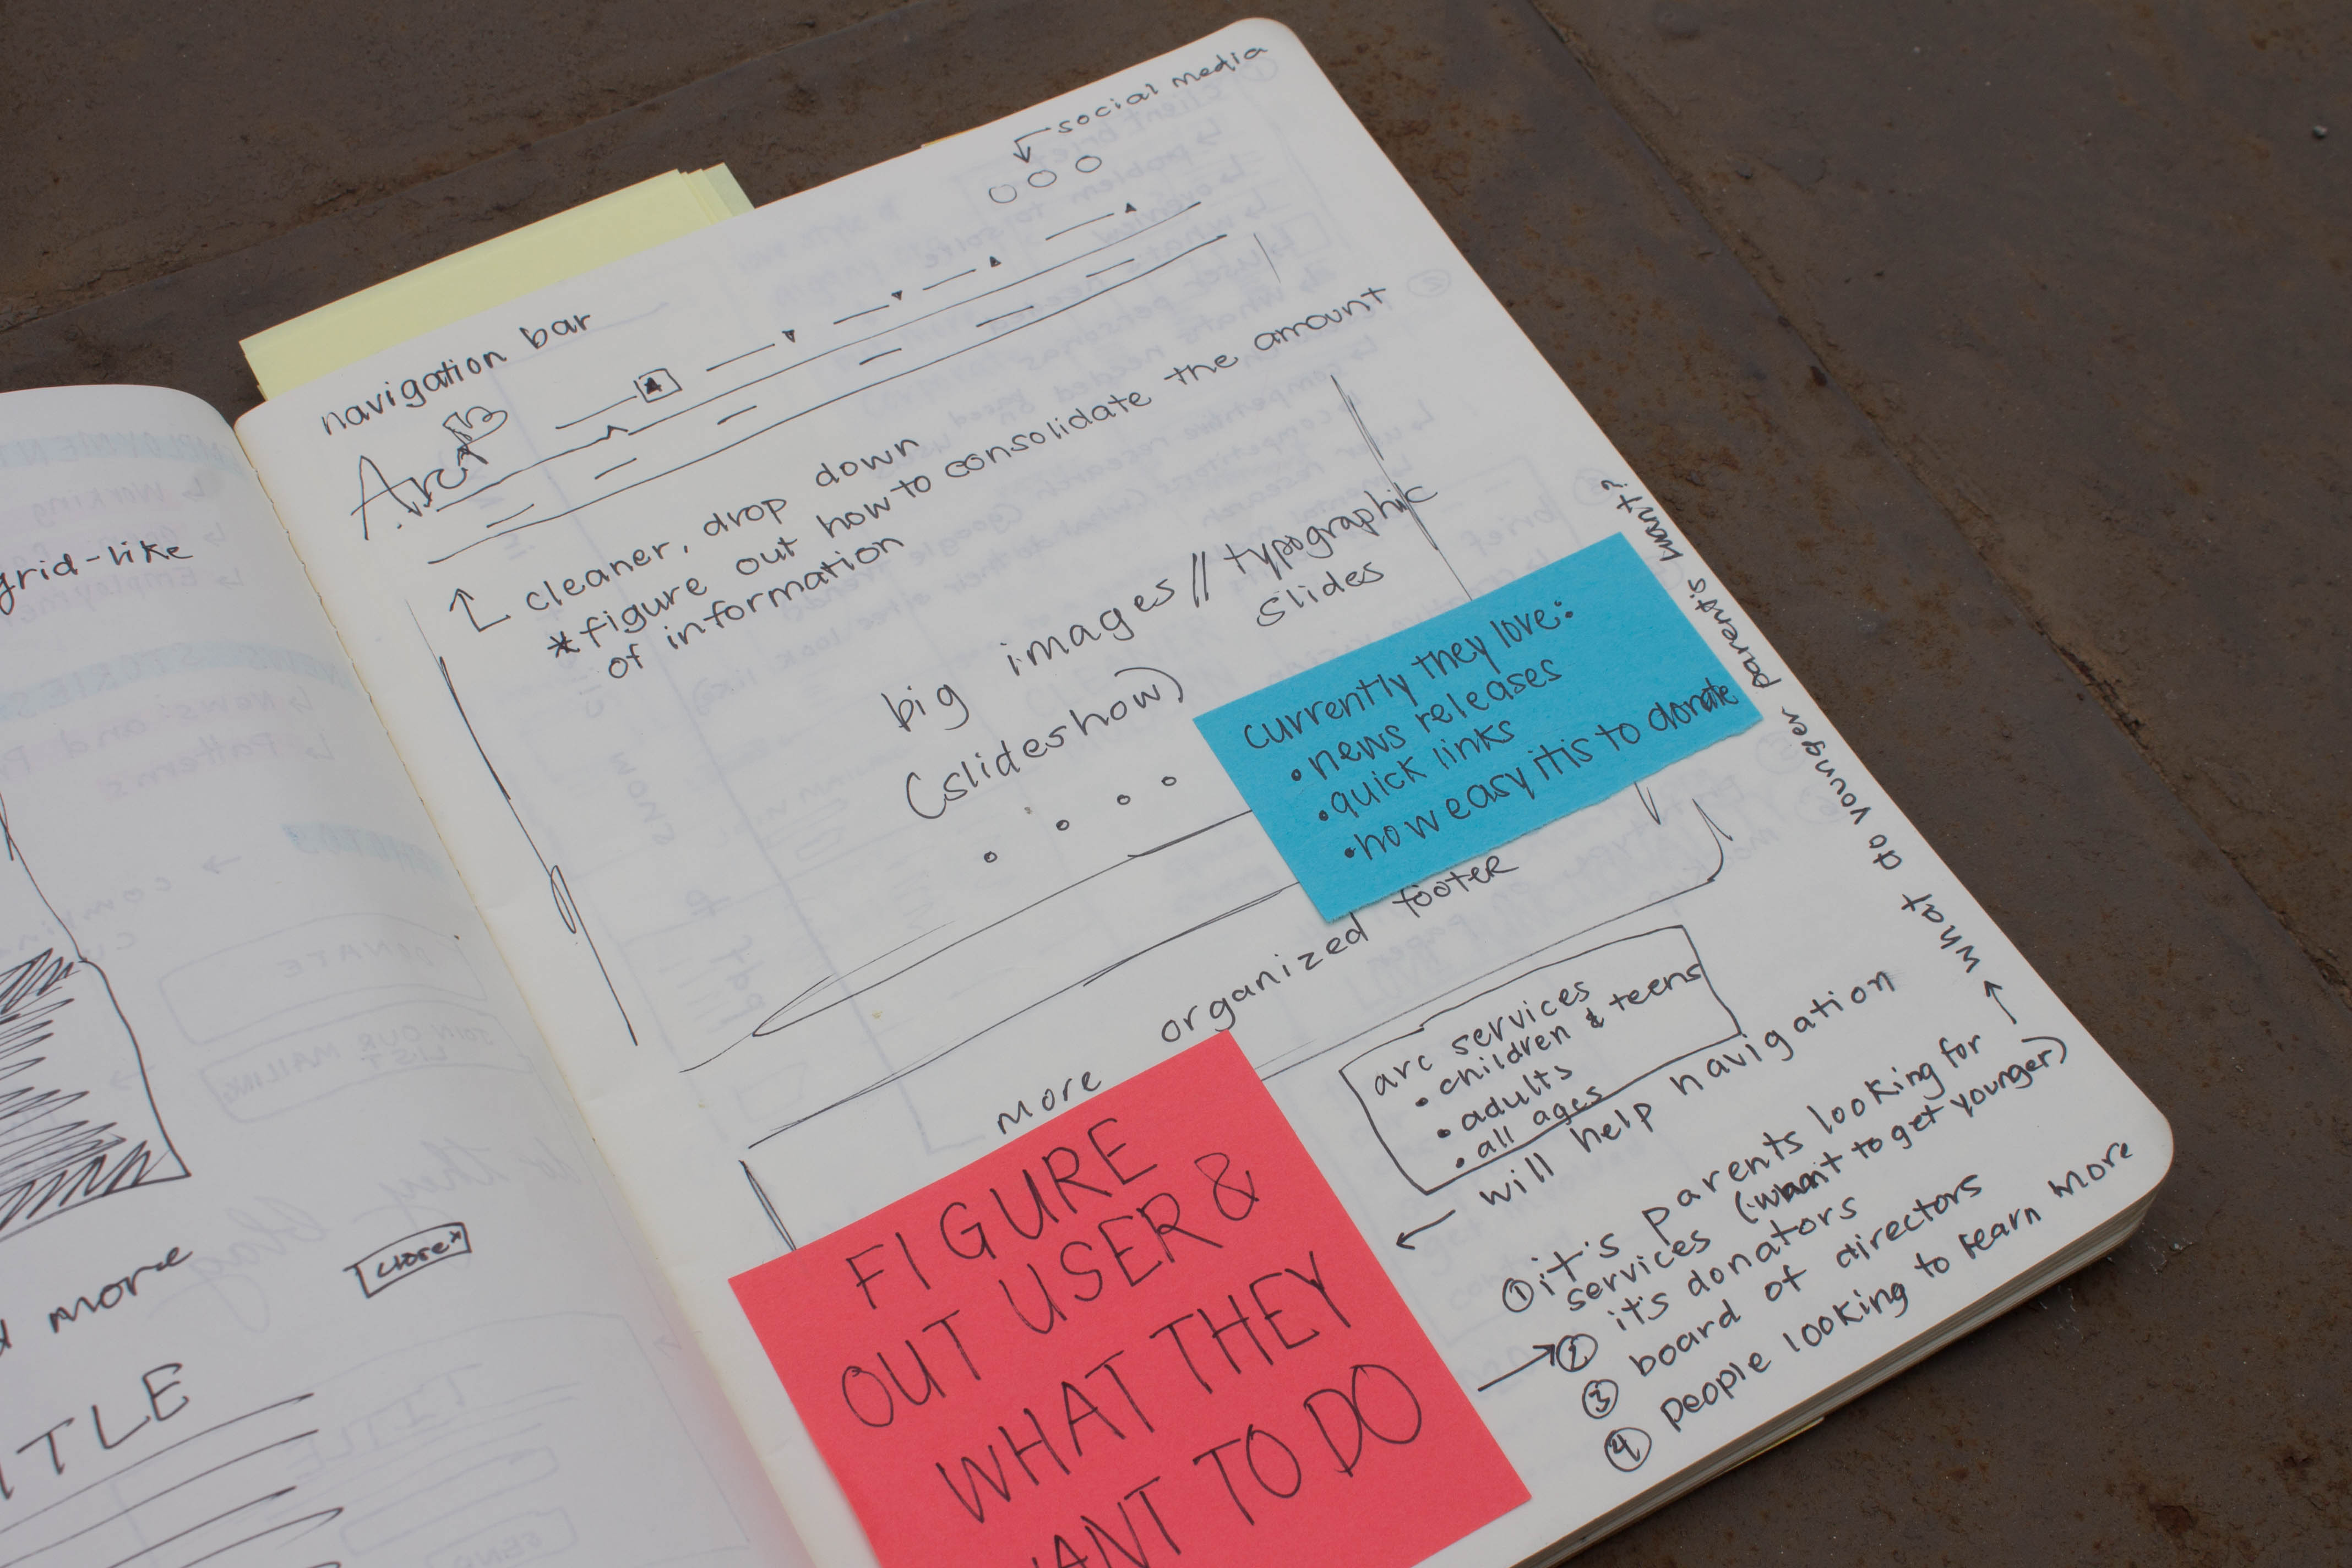 grid-like
more
TLE
social media
navigation bar
Arc
cleaner, drop down
*figure out how to consolidate the amount
of information
big images // typographic
slides
(slideshow)
currently they love:
• news releases
• quick links
• how easy it is to donate
what do younger parents want?
more organized footer
arc services
• children & teens
• adults
• all ages
will help navigation
FIGURE
OUT USER &
WHAT THEY
ANT TO DO
① it's parents looking for
services (want to get younger)
② it's donators
③ board of directors
④ people looking to learn more